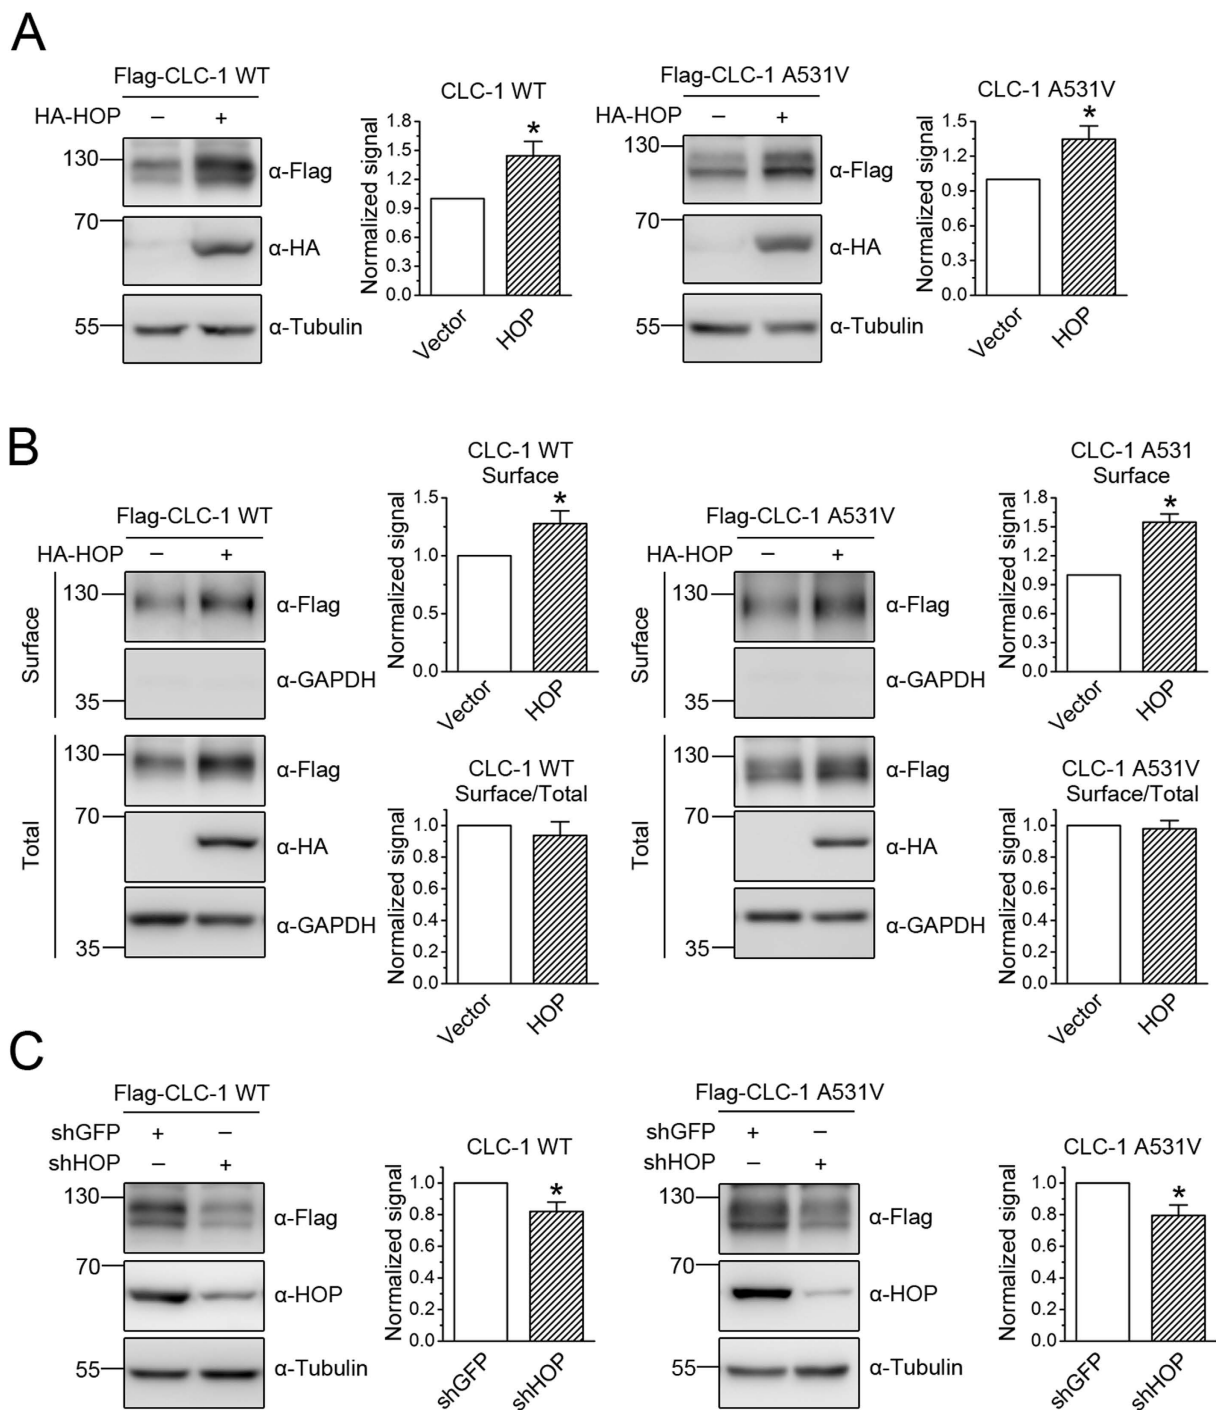 A
Flag-CLC-1 WT
HA-HOP − +
130
α-Flag
70
α-HA
55
α-Tubulin
CLC-1 WT
Normalized signal
1.8
1.5
1.2
0.9
0.6
0.3
0.0
*
Vector
HOP
Flag-CLC-1 A531V
HA-HOP − +
130
α-Flag
70
α-HA
55
α-Tubulin
CLC-1 A531V
Normalized signal
1.5
1.2
0.9
0.6
0.3
0.0
*
Vector
HOP
B
Flag-CLC-1 WT
HA-HOP − +
Surface
130
α-Flag
α-GAPDH
35
Total
130
α-Flag
70
α-HA
α-GAPDH
35
CLC-1 WT
Surface
Normalized signal
1.5
1.0
0.5
0.0
*
Vector
HOP
CLC-1 WT
Surface/Total
Normalized signal
1.0
0.8
0.6
0.4
0.2
0.0
Vector
HOP
Flag-CLC-1 A531V
HA-HOP − +
Surface
130
α-Flag
α-GAPDH
35
Total
130
α-Flag
70
α-HA
α-GAPDH
35
CLC-1 A531
Surface
Normalized signal
1.8
1.5
1.2
0.9
0.6
0.3
0.0
*
Vector
HOP
CLC-1 A531V
Surface/Total
Normalized signal
1.0
0.8
0.6
0.4
0.2
0.0
Vector
HOP
C
Flag-CLC-1 WT
shGFP + −
shHOP − +
130
α-Flag
70
α-HOP
55
α-Tubulin
CLC-1 WT
Normalized signal
1.0
0.8
0.6
0.4
0.2
0.0
*
shGFP
shHOP
Flag-CLC-1 A531V
shGFP + −
shHOP − +
130
α-Flag
70
α-HOP
55
α-Tubulin
CLC-1 A531V
Normalized signal
1.0
0.8
0.6
0.4
0.2
0.0
*
shGFP
shHOP